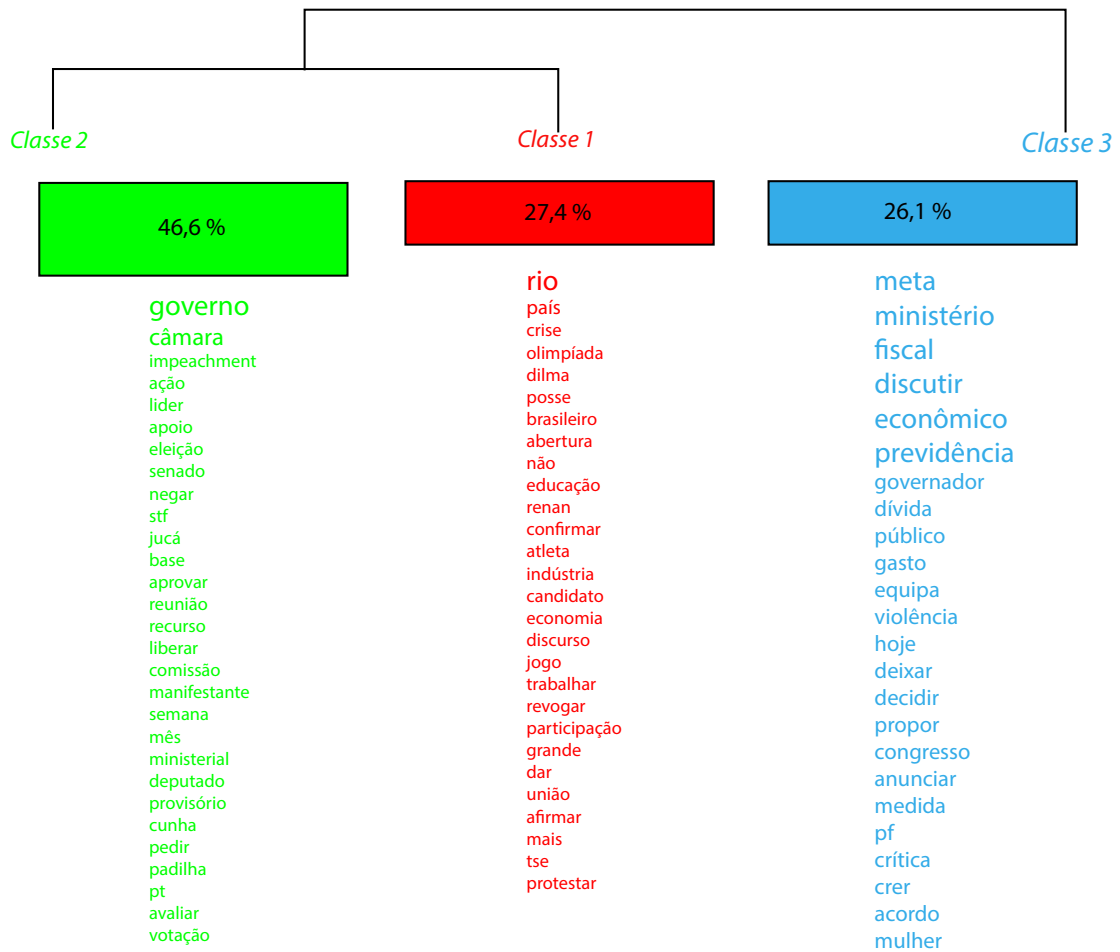 Classe 2
46,6 %
governo
câmara
impeachment
ação
lider
apoio
eleição
senado
negar
stf
jucá
base
aprovar
reunião
recurso
liberar
comissão
manifestante
semana
mês
ministerial
deputado
provisório
cunha
pedir
padilha
pt
avaliar
votação
Classe 1
27,4 %
rio
país
crise
olimpíada
dilma
posse
brasileiro
abertura
não
educação
renan
confirmar
atleta
indústria
candidato
economia
discurso
jogo
trabalhar
revogar
participação
grande
dar
união
afirmar
mais
tse
protestar
Classe 3
26,1 %
meta
ministério
fiscal
discutir
econômico
previdência
governador
dívida
público
gasto
equipa
violência
hoje
deixar
decidir
propor
congresso
anunciar
medida
pf
crítica
crer
acordo
mulher